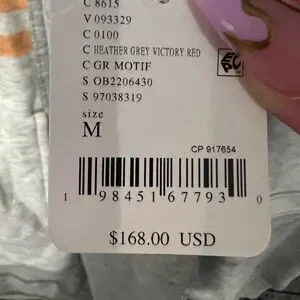 C 8615
V 093329
C 0100
C HEATHER GREY VICTORY RED
C GR MOTIF
S OB2206430
S 97038319
size
M
CP 917654
1 98451 67793 0
$168.00 USD